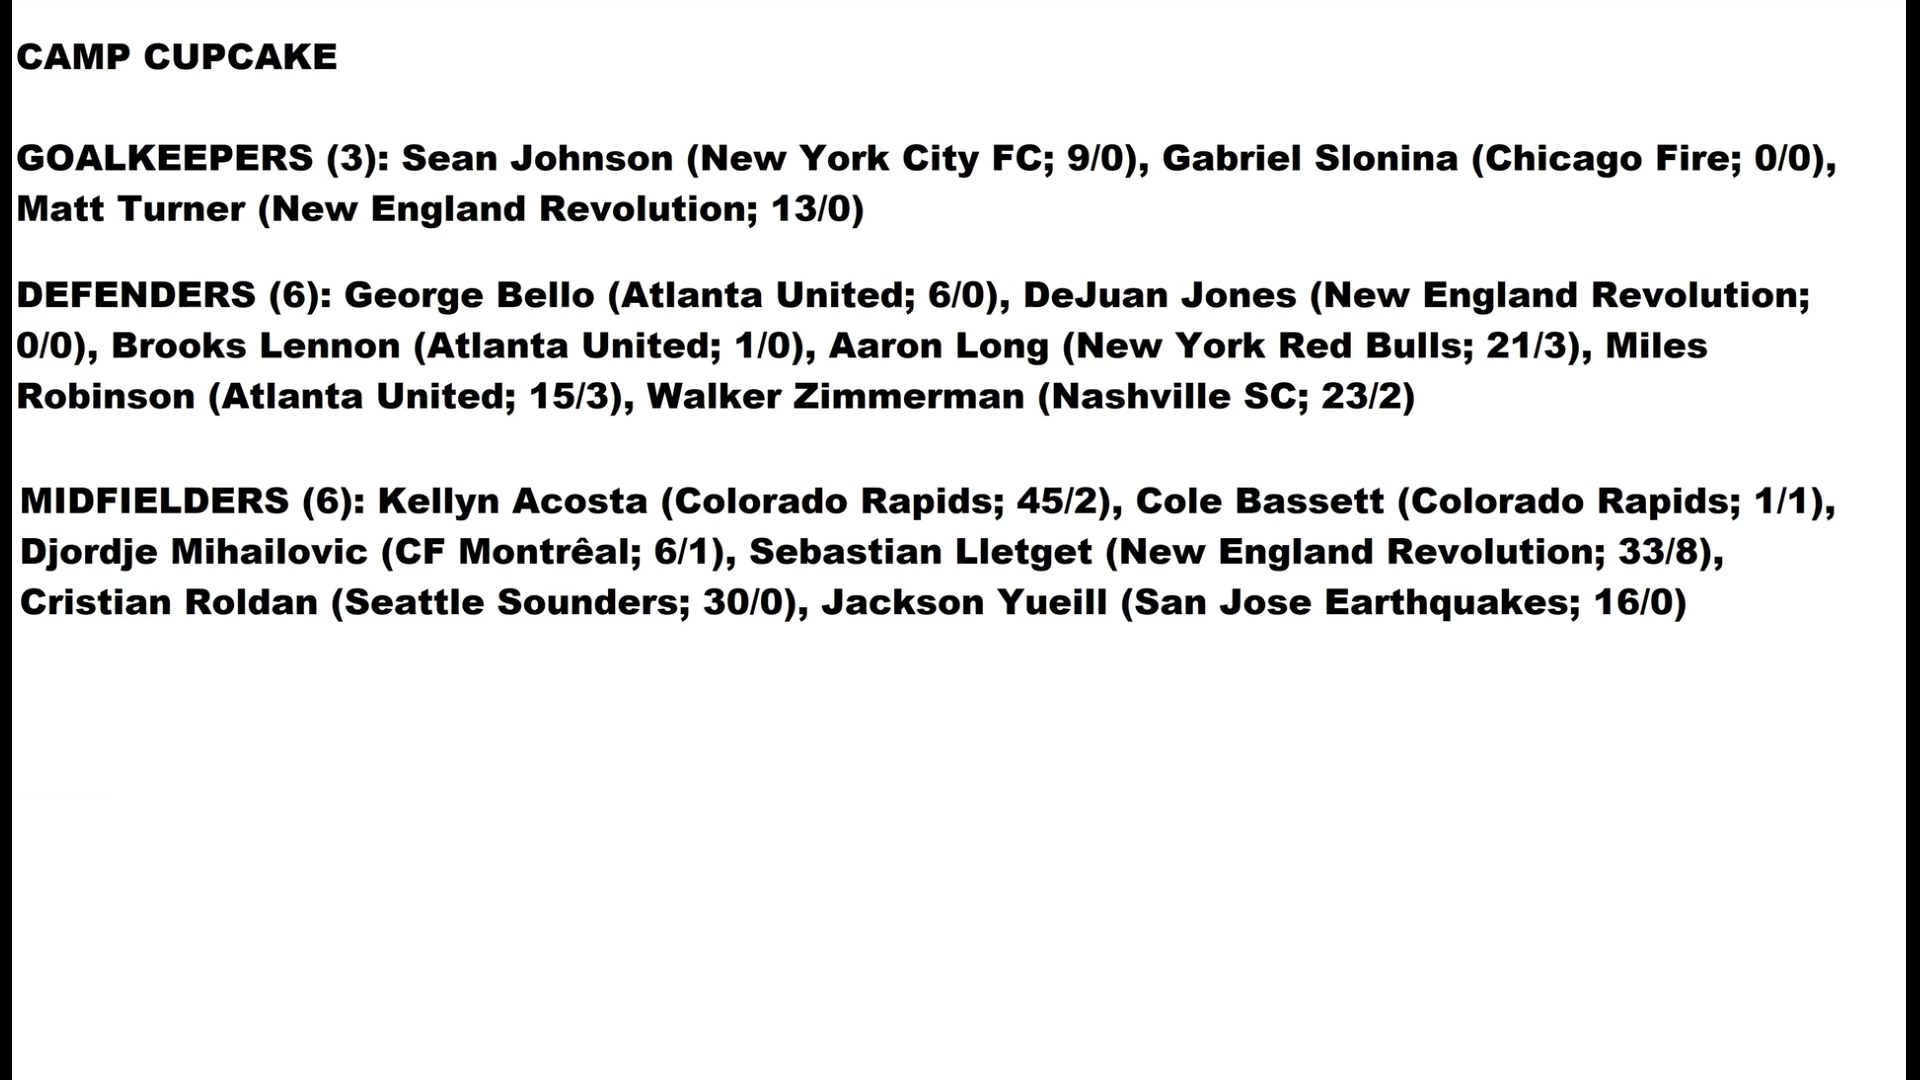 CAMP CUPCAKE
GOALKEEPERS (3): Sean Johnson (New York City FC; 9/0), Gabriel Slonina (Chicago Fire; 0/0),
Matt Turner (New England Revolution; 13/0)
DEFENDERS (6): George Bello (Atlanta United; 6/0), DeJuan Jones (New England Revolution;
0/0), Brooks Lennon (Atlanta United; 1/0), Aaron Long (New York Red Bulls; 21/3), Miles
Robinson (Atlanta United; 15/3), Walker Zimmerman (Nashville SC; 23/2)
MIDFIELDERS (6): Kellyn Acosta (Colorado Rapids; 45/2), Cole Bassett (Colorado Rapids; 1/1),
Djordje Mihailovic (CF Montrêal; 6/1), Sebastian Lletget (New England Revolution; 33/8),
Cristian Roldan (Seattle Sounders; 30/0), Jackson Yueill (San Jose Earthquakes; 16/0)